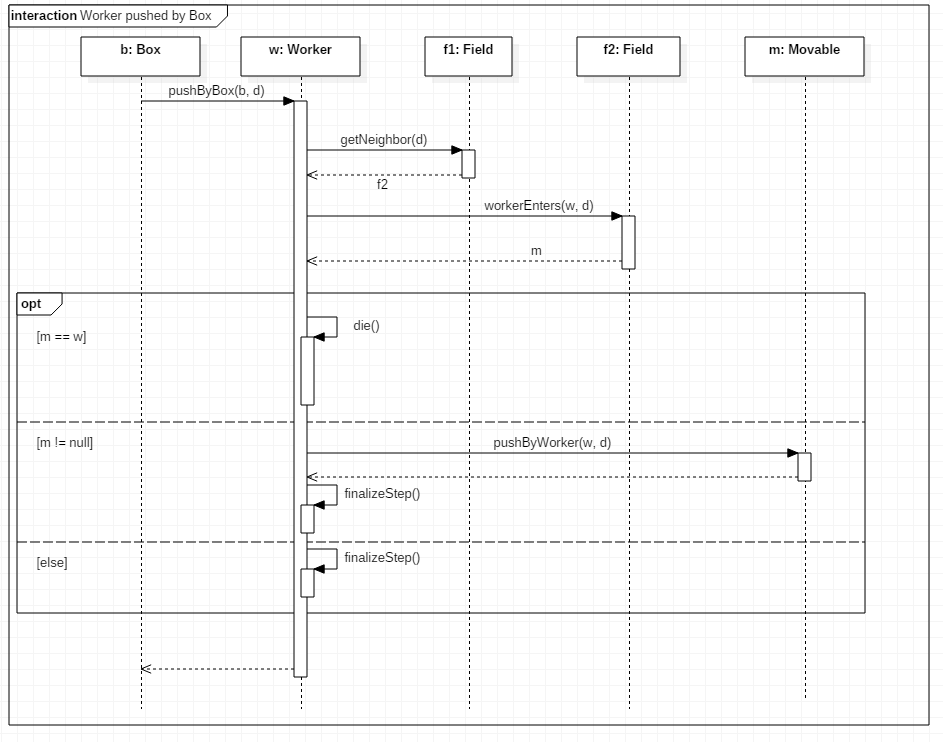 interaction Worker pushed by Box
b: Box
w: Worker
f1: Field
f2: Field
m: Movable
pushByBox(b, d)
getNeighbor(d)
f2
workerEnters(w, d)
m
opt
die()
[m == w]
[m != null]
pushByWorker(w, d)
finalizeStep()
finalizeStep()
[else]